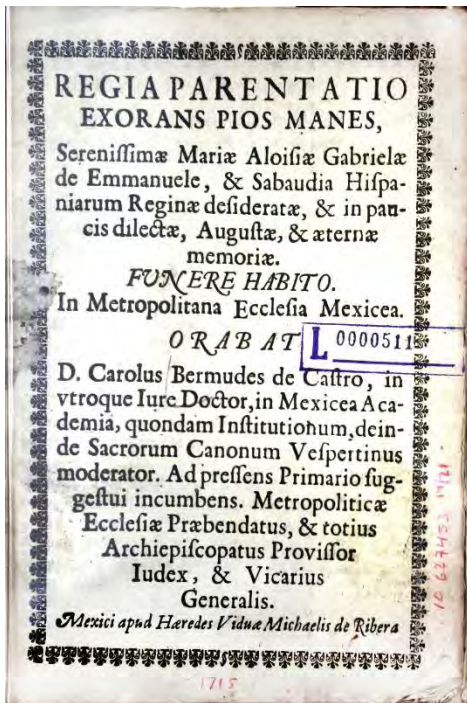 REGIA PARENTATIO
EXORANS PIOS MANES,
Sereniſſimæ Mariæ Aloiſiæ Gabrielæ
de Emmanuele, & Sabaudia Hiſpa-
niarum Reginæ deſideratæ, & in pau-
cis dilectæ, Auguſtæ, & æternæ
memoriæ.
FUNERE HABITO.
In Metropolitana Eccleſia Mexicea.
ORABAT
L 0000511
D. Carolus Bermudes de Caſtro, in
vtroque Iure Doctor, in Mexicea Aca-
demia, quondam Inſtitutionum, dein-
de Sacrorum Canonum Veſpertinus
moderator. Ad preſſens Primario ſug-
geſtui incumbens. Metropoliticæ
Eccleſiæ Præbendatus, & totius
Archiepiſcopatus Proviſſor
Iudex, & Vicarius
Generalis.
Mexici apud Hæredes Viduæ Michaelis de Ribera
1715